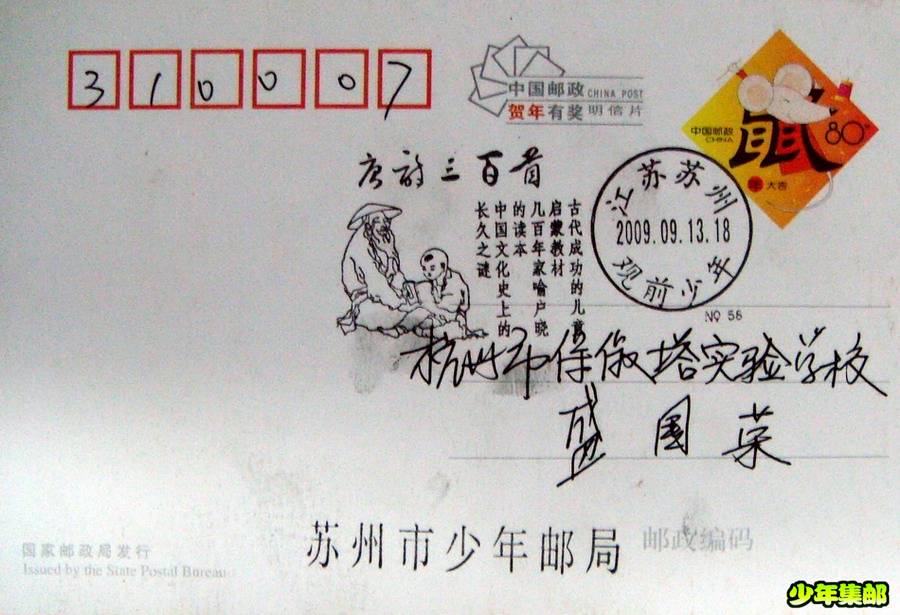 310007
中国邮政 CHINA POST
贺年有奖 明信片
中国邮政
CHINA
鼠
80分
大吉
唐诗三百首
古代成功的儿童
启蒙教材
几百年家喻户晓
的读本
中国文化史上的
长久之谜
江苏苏州
2009.09.13.18
观前少年
№ 58
杭州市保俶塔实验学校
盛国荣
苏州市少年邮局
邮政编码
国家邮政局发行
Issued by the State Postal Bureau
少年集邮